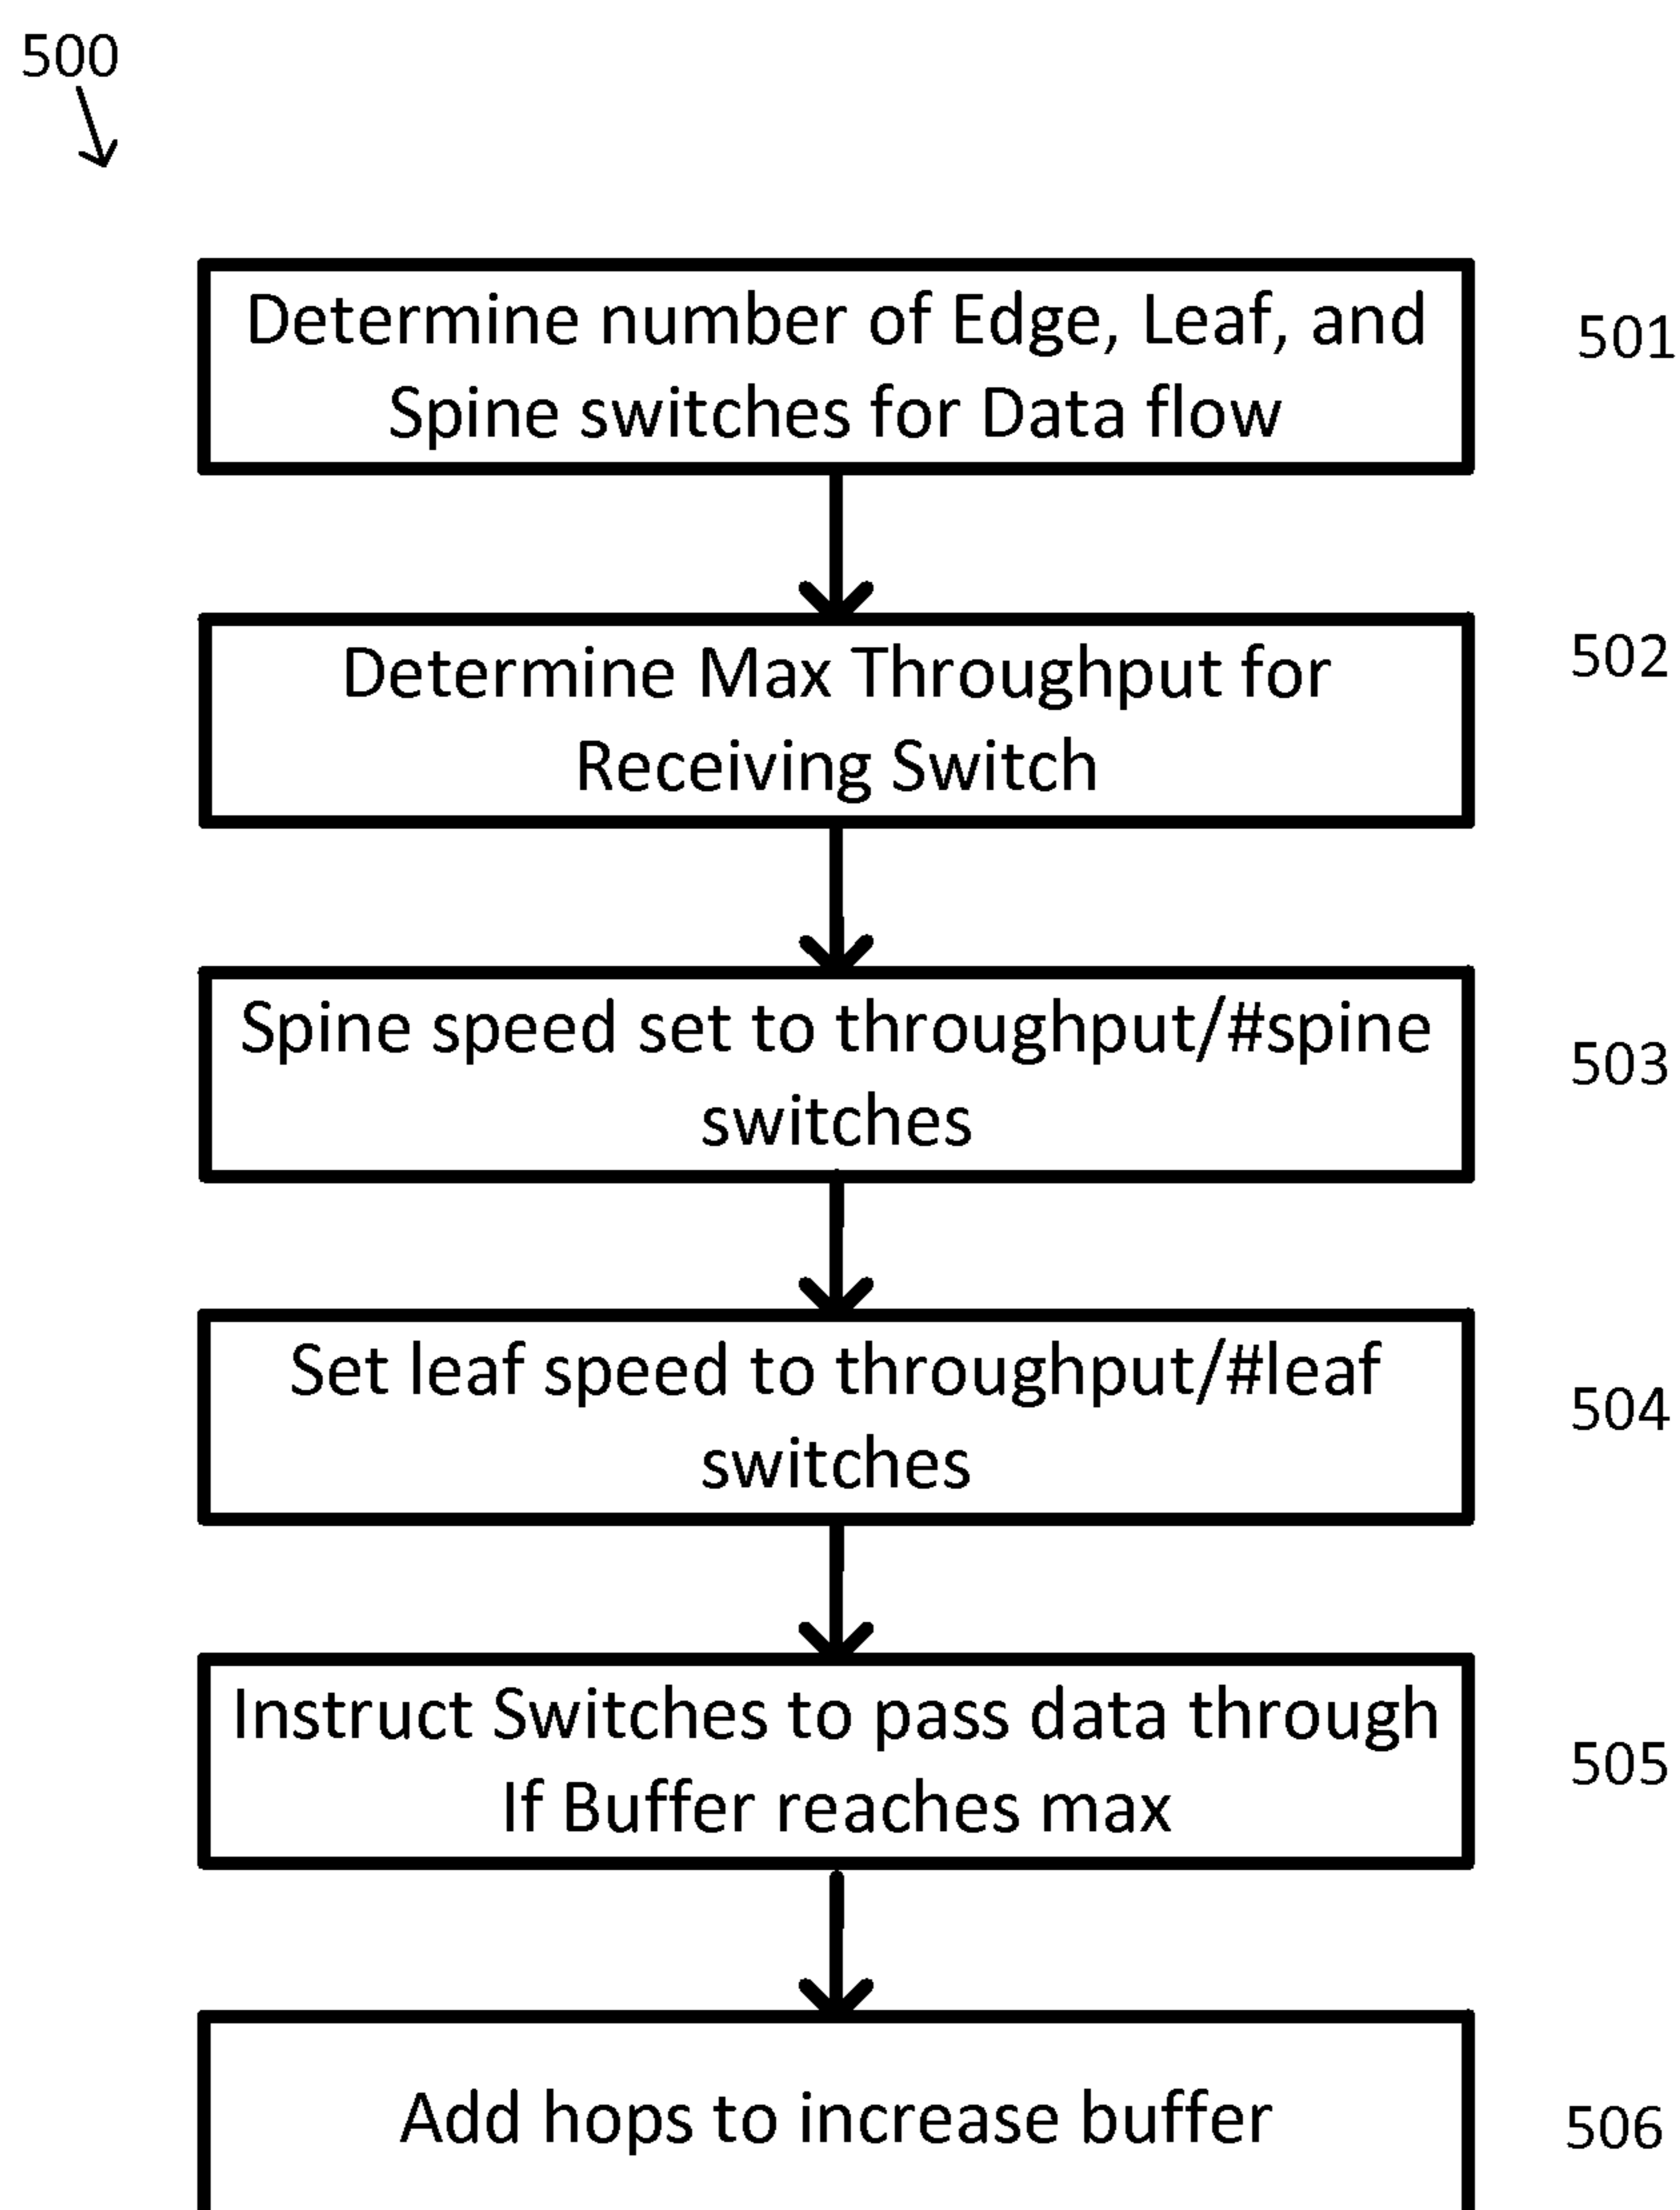 500
Determine number of Edge, Leaf, and
Spine switches for Data flow
501
Determine Max Throughput for
Receiving Switch
502
Spine speed set to throughput/#spine
switches
503
Set leaf speed to throughput/#leaf
switches
504
Instruct Switches to pass data through
If Buffer reaches max
505
Add hops to increase buffer
506